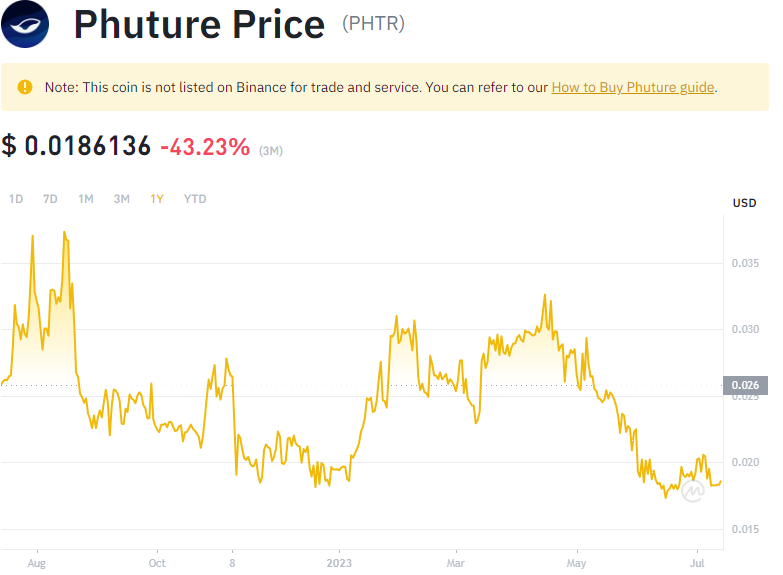 Phuture Price (PHTR)
Note: This coin is not listed on Binance for trade and service. You can refer to our How to Buy Phuture guide.
$ 0.0186136 -43.23% (3M)
1D 7D 1M 3M 1Y YTD
USD
0.035
0.030
0.026
0.025
0.020
0.015
Aug Oct 8 2023 Mar May Jul